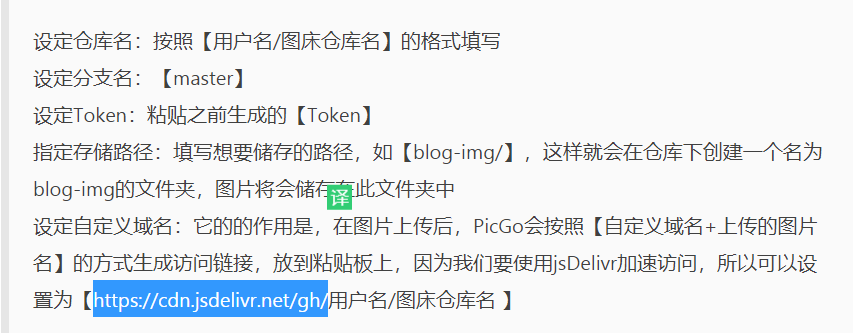 设定仓库名：按照【用户名/图床仓库名】的格式填写
设定分支名：【master】
设定Token：粘贴之前生成的【Token】
指定存储路径：填写想要储存的路径，如【blog-img/】，这样就会在仓库下创建一个名为
blog-img的文件夹，图片将会储存在此文件夹中
译
设定自定义域名：它的的作用是，在图片上传后，PicGo会按照【自定义域名+上传的图片
名】的方式生成访问链接，放到粘贴板上，因为我们要使用jsDelivr加速访问，所以可以设
置为【https://cdn.jsdelivr.net/gh/用户名/图床仓库名 】